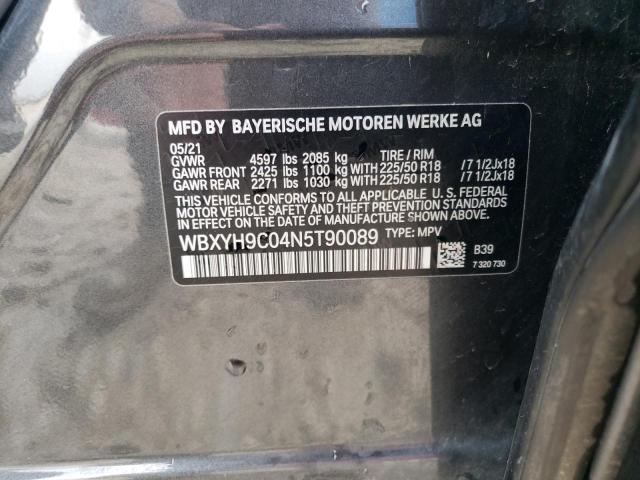 MFD BY BAYERISCHE MOTOREN WERKE AG
05/21
GVWR 4597 lbs 2085 kg TIRE / RIM
GAWR FRONT 2425 lbs 1100 kg WITH 225/50 R18 /7 1/2Jx18
GAWR REAR 2271 lbs 1030 kg WITH 225/50 R18 /7 1/2Jx18
THIS VEHICLE CONFORMS TO ALL APPLICABLE U. S. FEDERAL
MOTOR VEHICLE SAFETY, BUMPER, AND THEFT
PREVENTION STANDARDS IN EFFECT ON THE DATE OF
MANUFACTURE SHOWN ABOVE.
WBXYH9C04N5T90089 TYPE: MPV
B39
7 320 730